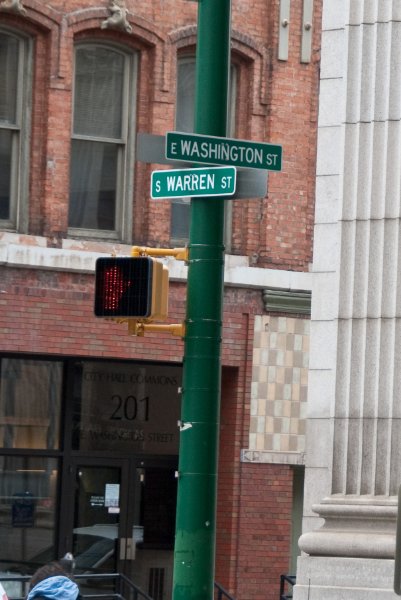 E WASHINGTON ST
S WARREN ST
CITY HALL COMMONS
201
E. WASHINGTON STREET